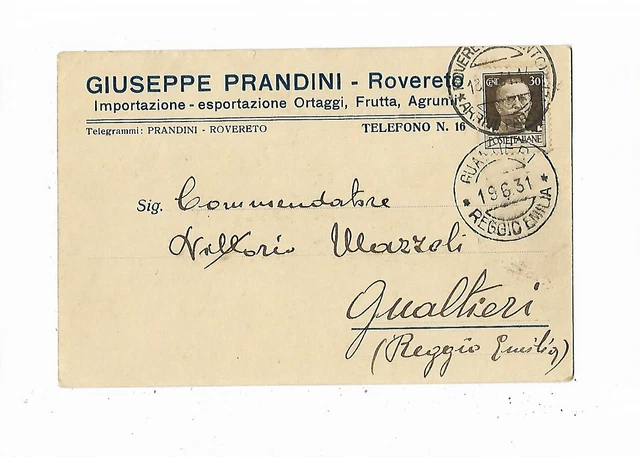 GIUSEPPE PRANDINI - Rovereto
Importazione - esportazione Ortaggi, Frutta, Agrumi
Telegrammi: PRANDINI - ROVERETO
TELEFONO N. 16
CENT. 30
POSTE ITALIANE
GUALTIERI
19.6.31
* REGGIO EMILIA *
Sig. Commendatore
Vittorio Mazzoli
Gualtieri
(Reggio Emilia)